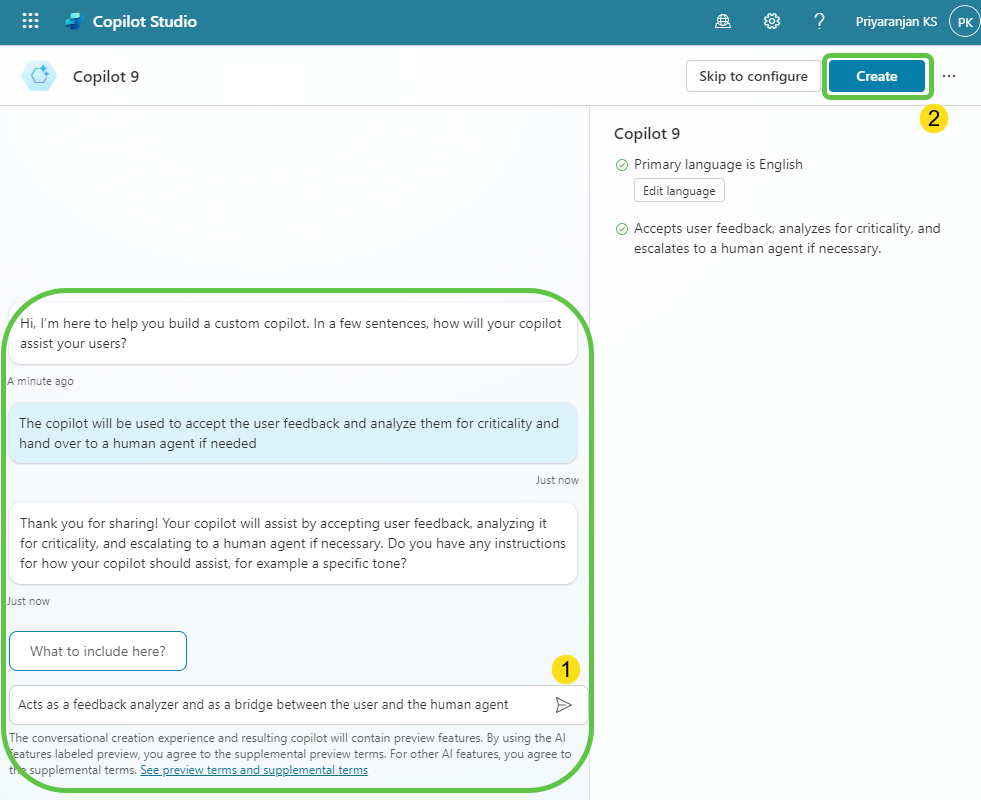 Copilot Studio
Priyaranjan KS
PK
Copilot 9
Skip to configure
Create
2
Copilot 9
Primary language is English
Edit language
Accepts user feedback, analyzes for criticality, and
escalates to a human agent if necessary.
Hi, I'm here to help you build a custom copilot. In a few sentences, how will your copilot
assist your users?
A minute ago
The copilot will be used to accept the user feedback and analyze them for criticality and
hand over to a human agent if needed
Just now
Thank you for sharing! Your copilot will assist by accepting user feedback, analyzing it
for criticality, and escalating to a human agent if necessary. Do you have any instructions
for how your copilot should assist, for example a specific tone?
Just now
What to include here?
1
Acts as a feedback analyzer and as a bridge between the user and the human agent
The conversational creation experience and resulting copilot will contain preview features. By using the AI
features labeled preview, you agree to the supplemental preview terms. For other AI features, you agree to
the supplemental terms. See preview terms and supplemental terms